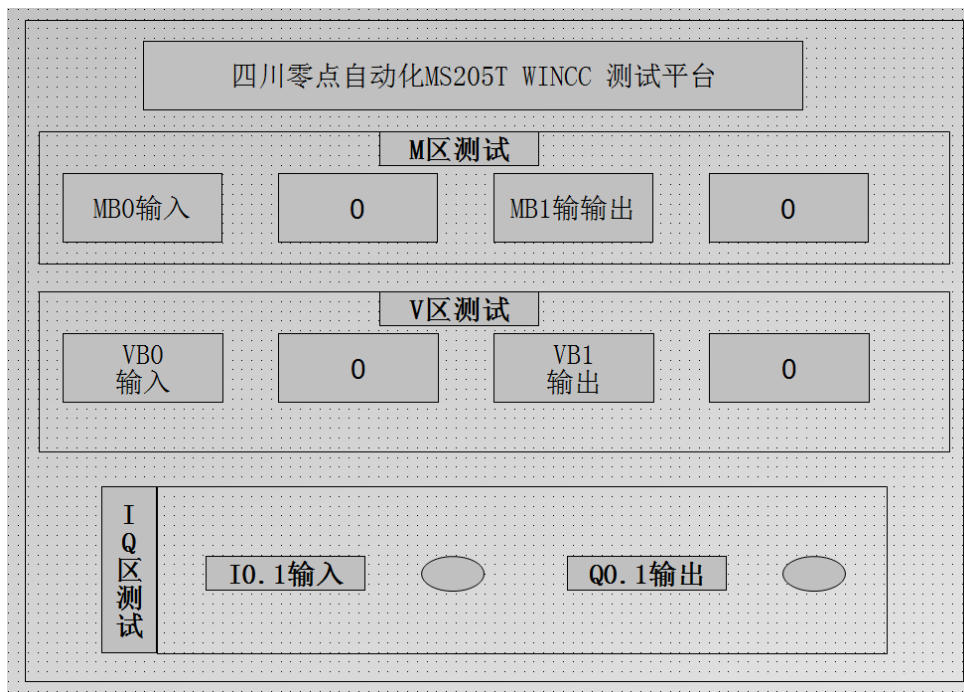 四川零点自动化MS205T WINCC 测试平台
M区测试
MB0输入
0
MB1输输出
0
V区测试
VB0
输入
0
VB1
输出
0
I
Q
区
测
试
I0.1输入
Q0.1输出